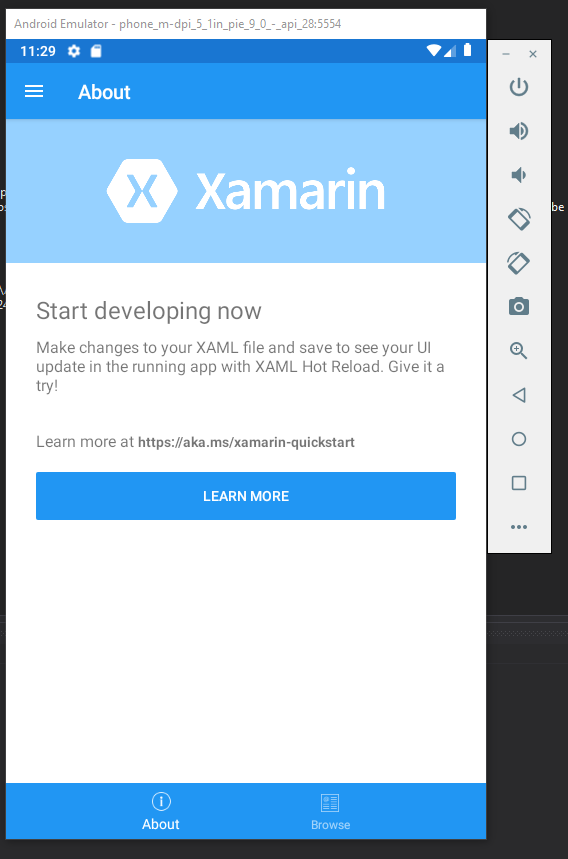 Android Emulator - phone_m-dpi_5_1in_pie_9_0_-_api_28:5554
11:29
About
Xamarin
Start developing now
Make changes to your XAML file and save to see your UI
update in the running app with XAML Hot Reload. Give it a
try!
Learn more at https://aka.ms/xamarin-quickstart
LEARN MORE
About
Browse
be